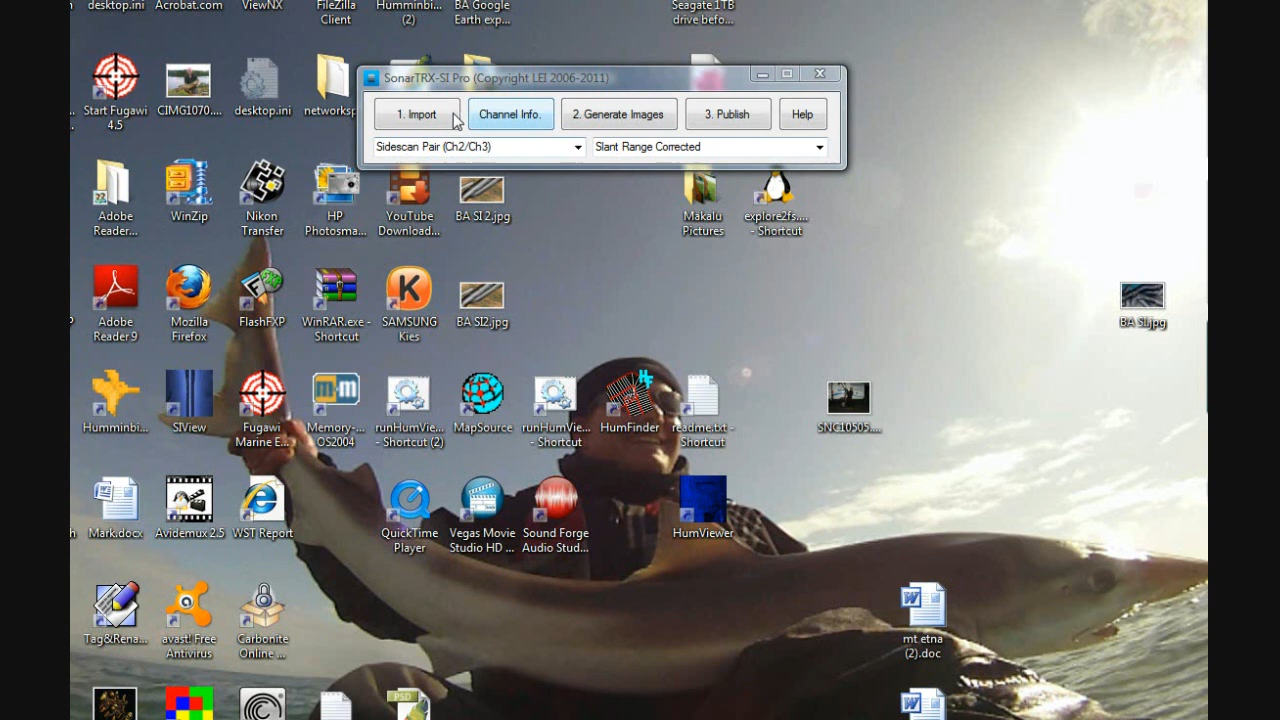 desktop.ini
Acrobat.com
ViewNX
FileZilla
Client
Humminbi...
(2)
BA Google
Earth exp...
Seagate 1TB
drive befo...
SonarTRX-SI Pro (Copyright LEI 2006-2011)
1. Import
Channel Info.
2. Generate Images
3. Publish
Help
Sidescan Pair (Ch2/Ch3)
Slant Range Corrected
Start Fugawi
4.5
CIMG1070....
desktop.ini
networksp
Adobe
Reader...
WinZip
Nikon
Transfer
HP
Photosma...
YouTube
Download...
BA SI 2.jpg
Makalu
Pictures
explore2fs....
- Shortcut
Adobe
Reader 9
Mozilla
Firefox
FlashFXP
WinRAR.exe -
Shortcut
K
SAMSUNG
Kies
BA SI2.jpg
BA SI.jpg
Humminbi...
SIView
Fugawi
Marine E...
Memory-...
OS2004
runHumVie...
- Shortcut (2)
MapSource
runHumVie...
- Shortcut
HF
HumFinder
readme.txt -
Shortcut
SNC10505....
Mark.docx
Avidemux 2.5
WST Report
QuickTime
Player
Vegas Movie
Studio HD ...
Sound Forge
Audio Stud...
HumViewer
Tag&Rena...
avast! Free
Antivirus
Carbonite
Online ...
mt etna
(2).doc
PSD